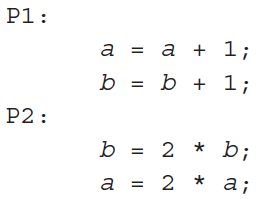 P1:
a = a + 1;
b = b + 1;
P2:
b = 2 * b;
a = 2 * a;